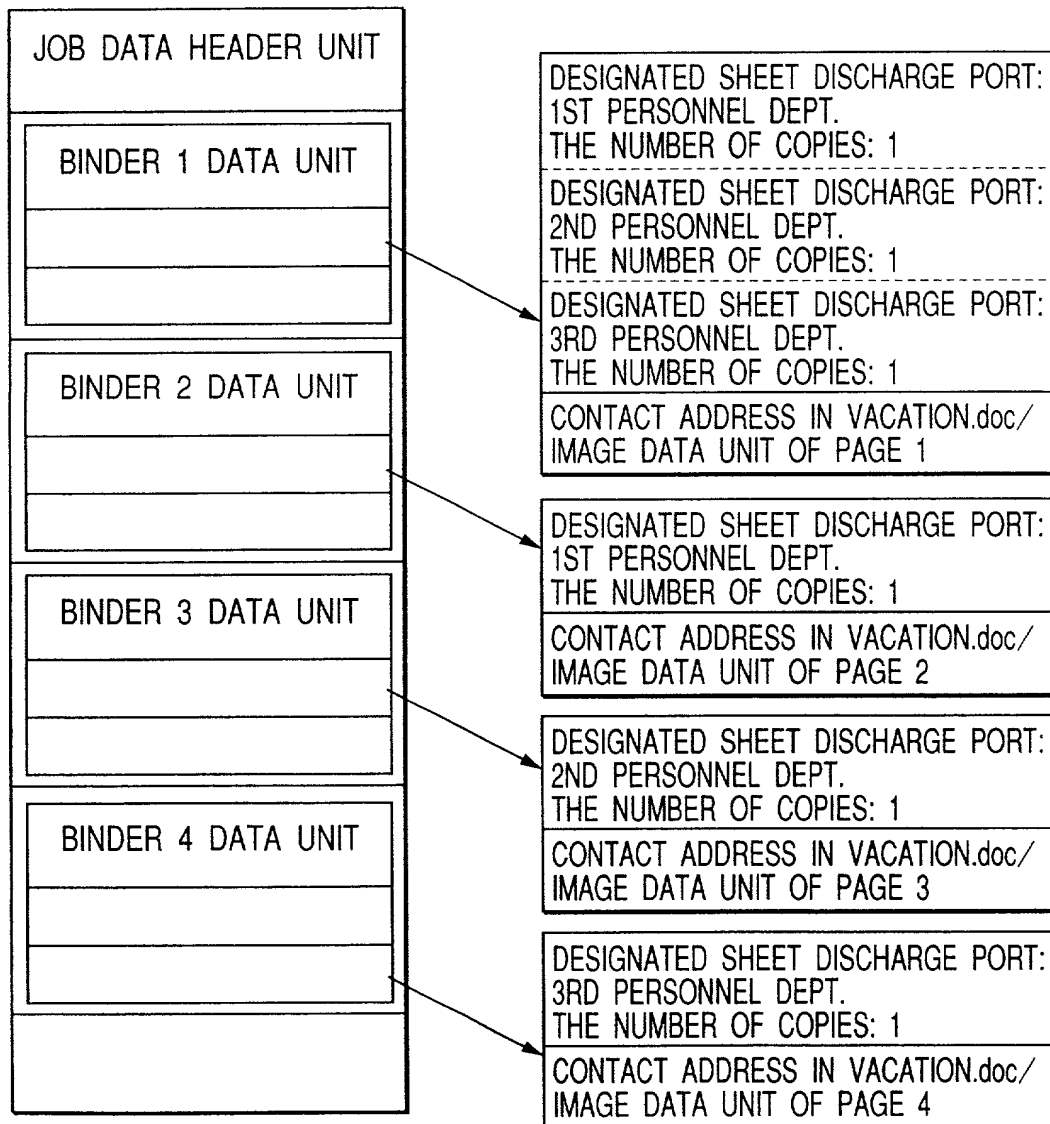 JOB DATA HEADER UNIT
BINDER 1 DATA UNIT
BINDER 2 DATA UNIT
BINDER 3 DATA UNIT
BINDER 4 DATA UNIT
DESIGNATED SHEET DISCHARGE PORT:
1ST PERSONNEL DEPT.
THE NUMBER OF COPIES: 1
DESIGNATED SHEET DISCHARGE PORT:
2ND PERSONNEL DEPT.
THE NUMBER OF COPIES: 1
DESIGNATED SHEET DISCHARGE PORT:
3RD PERSONNEL DEPT.
THE NUMBER OF COPIES: 1
CONTACT ADDRESS IN VACATION.doc/
IMAGE DATA UNIT OF PAGE 1
DESIGNATED SHEET DISCHARGE PORT:
1ST PERSONNEL DEPT.
THE NUMBER OF COPIES: 1
CONTACT ADDRESS IN VACATION.doc/
IMAGE DATA UNIT OF PAGE 2
DESIGNATED SHEET DISCHARGE PORT:
2ND PERSONNEL DEPT.
THE NUMBER OF COPIES: 1
CONTACT ADDRESS IN VACATION.doc/
IMAGE DATA UNIT OF PAGE 3
DESIGNATED SHEET DISCHARGE PORT:
3RD PERSONNEL DEPT.
THE NUMBER OF COPIES: 1
CONTACT ADDRESS IN VACATION.doc/
IMAGE DATA UNIT OF PAGE 4